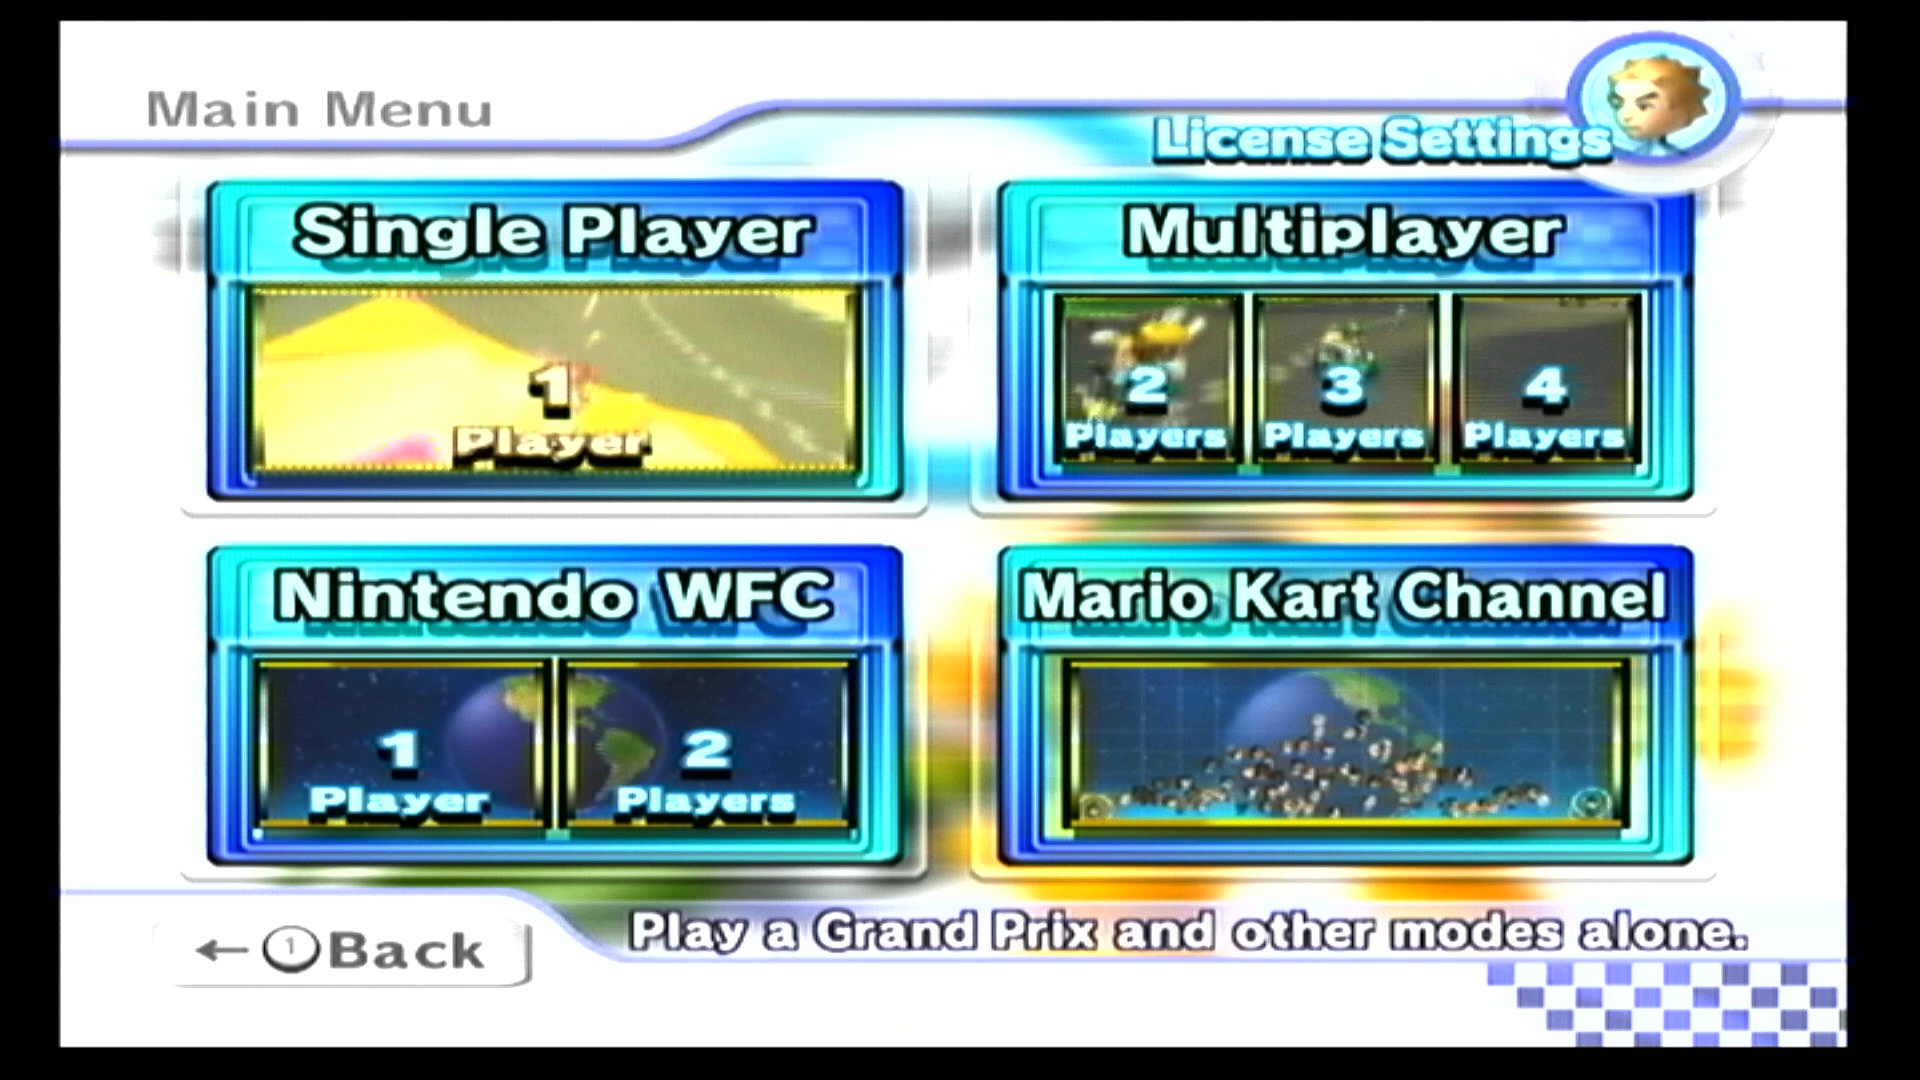 Main Menu
License Settings
Single Player
1
Player
Multiplayer
2
Players
3
Players
4
Players
Nintendo WFC
1
Player
2
Players
Mario Kart Channel
← 1 Back
Play a Grand Prix and other modes alone.